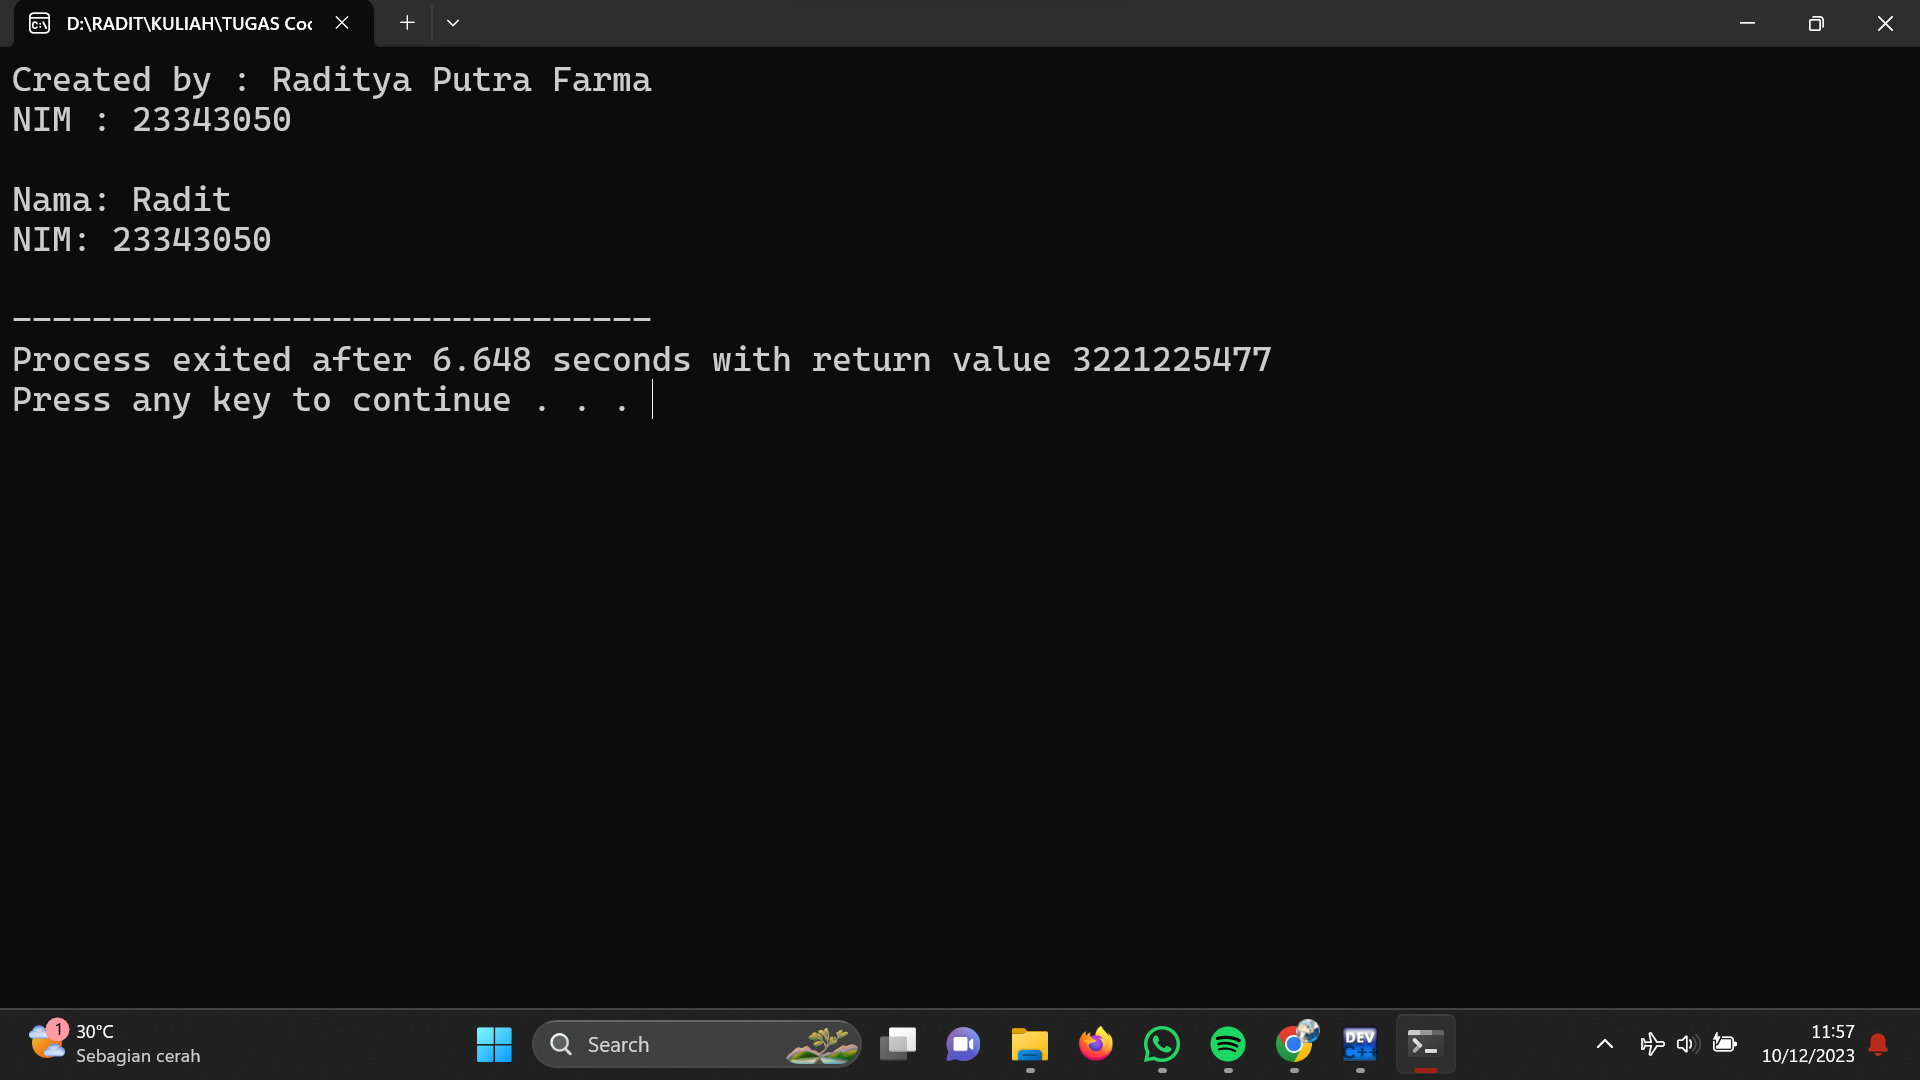 D:\RADIT\KULIAH\TUGAS Coc
Created by : Raditya Putra Farma
NIM : 23343050
Nama: Radit
NIM: 23343050
--------------------------------
Process exited after 6.648 seconds with return value 3221225477
Press any key to continue . . .
1
30°C
Sebagian cerah
Search
DEV
C++
11:57
10/12/2023